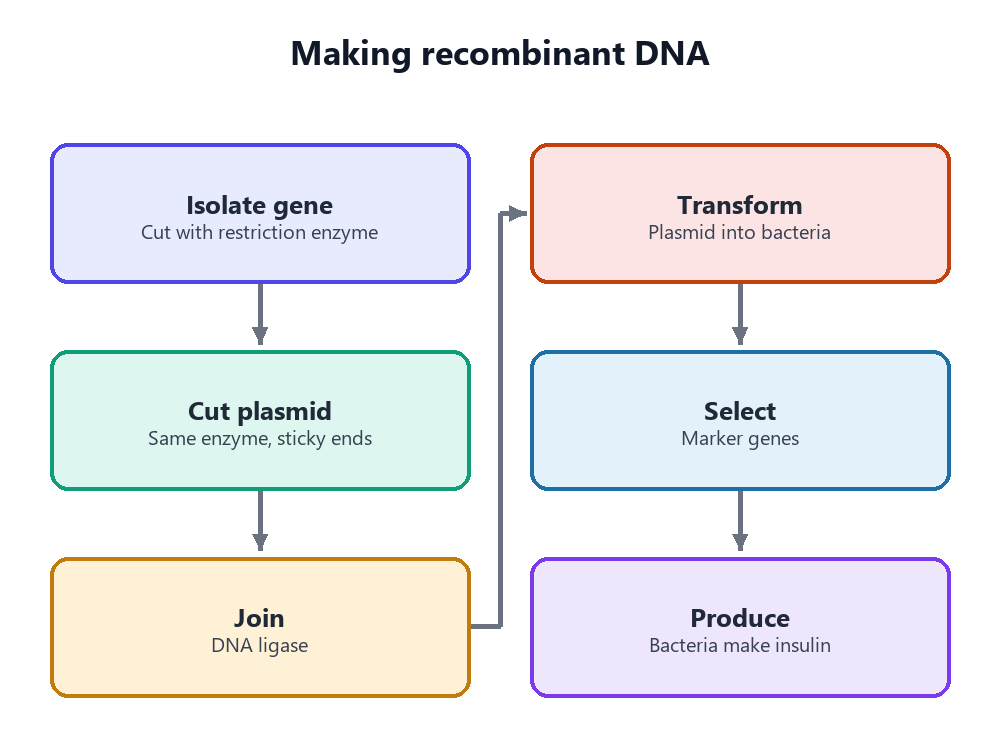 Making recombinant DNA
Isolate gene
Cut with restriction enzyme
Cut plasmid
Same enzyme, sticky ends
Join
DNA ligase
Transform
Plasmid into bacteria
Select
Marker genes
Produce
Bacteria make insulin